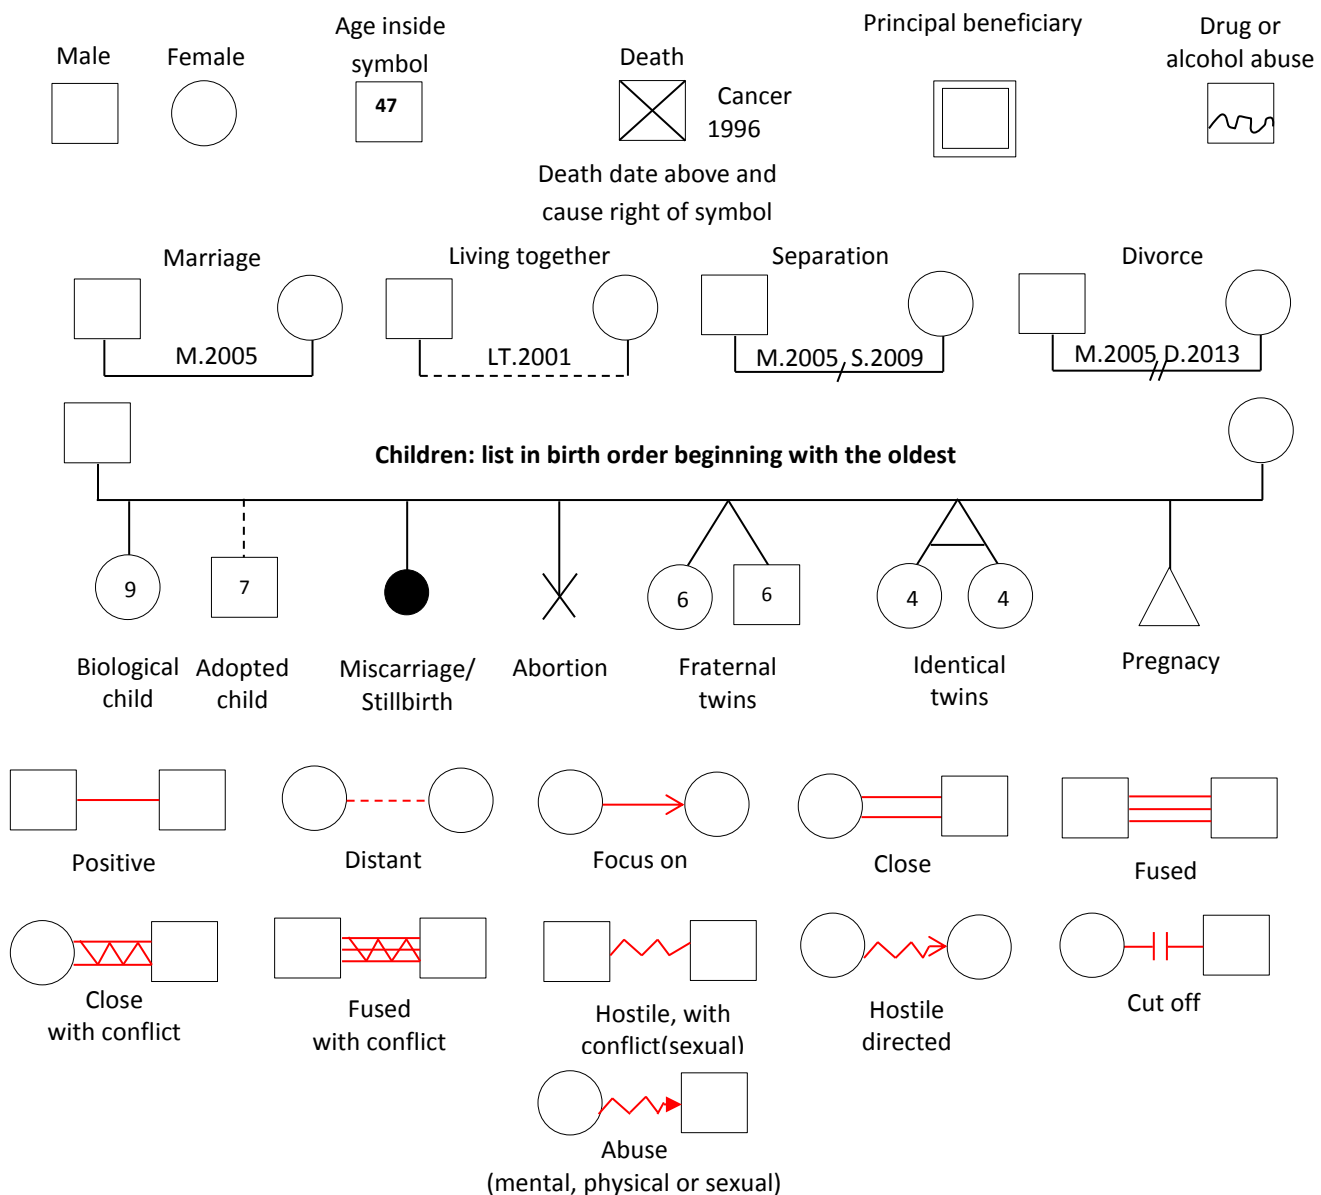 Male
Female
Age inside
symbol
47
Death
Cancer
1996
Death date above and
cause right of symbol
Principal beneficiary
Drug or
alcohol abuse
Marriage
M.2005
Living together
LT.2001
Separation
M.2005 S.2009
Divorce
M.2005 D.2013
Children: list in birth order beginning with the oldest
9
7
6
6
4
4
Biological
child
Adopted
child
Miscarriage/
Stillbirth
Abortion
Fraternal
twins
Identical
twins
Pregnacy
Positive
Distant
Focus on
Close
Fused
Close
with conflict
Fused
with conflict
Hostile, with
conflict(sexual)
Hostile
directed
Cut off
Abuse
(mental, physical or sexual)